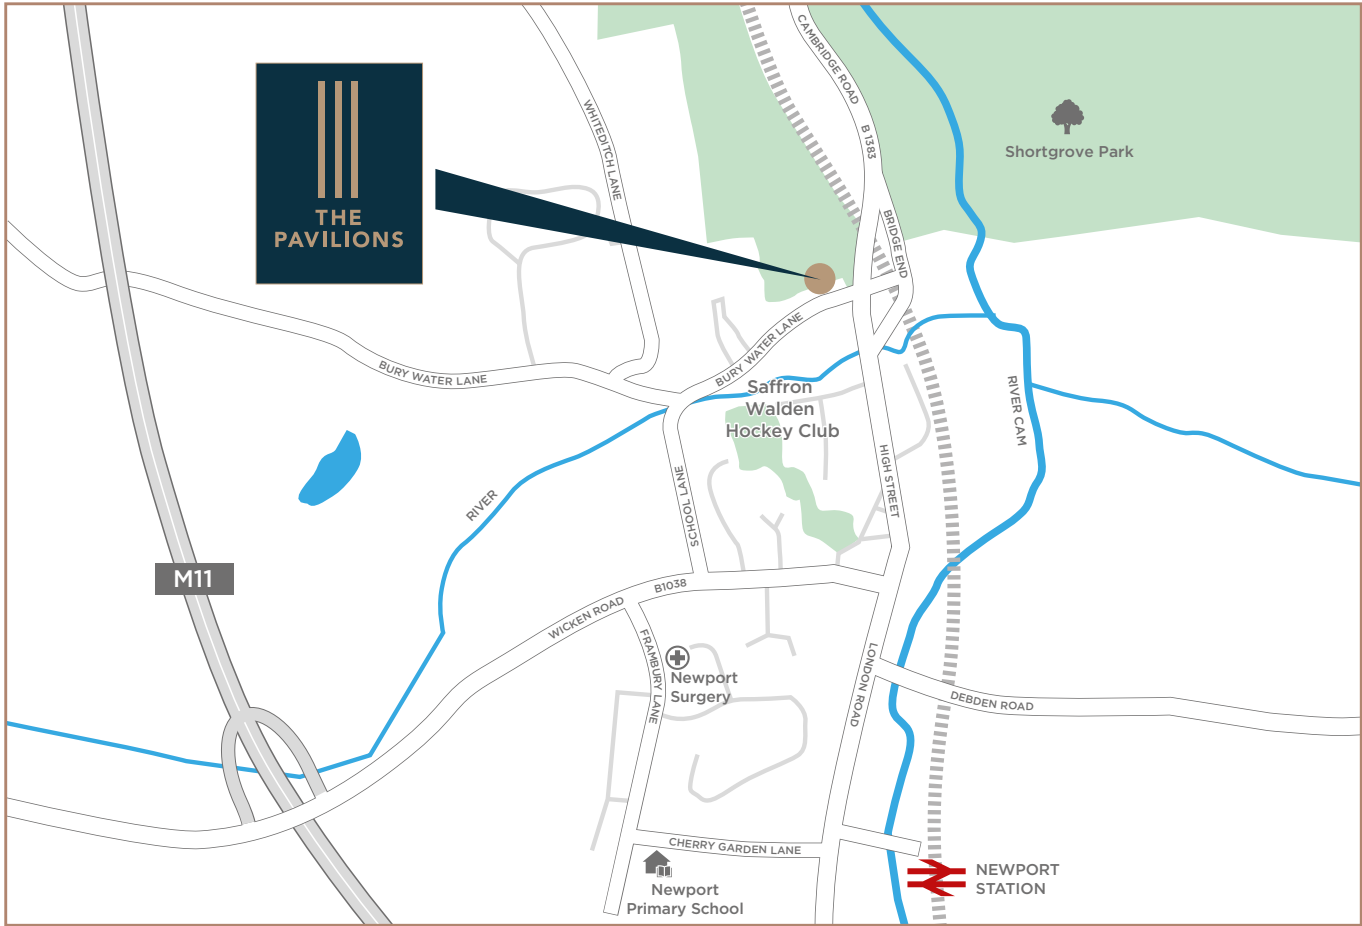 CAMBRIDGE ROAD
B 1383
WHITEDITCH LANE
Shortgrove Park
THE
PAVILIONS
BRIDGE END
BURY WATER LANE
BURY WATER LANE
RIVER CAM
Saffron
Walden
Hockey Club
HIGH STREET
SCHOOL LANE
RIVER
M11
B1038
WICKEN ROAD
FRAMBURY LANE
Newport
Surgery
LONDON ROAD
DEBDEN ROAD
CHERRY GARDEN LANE
Newport
Primary School
NEWPORT
STATION